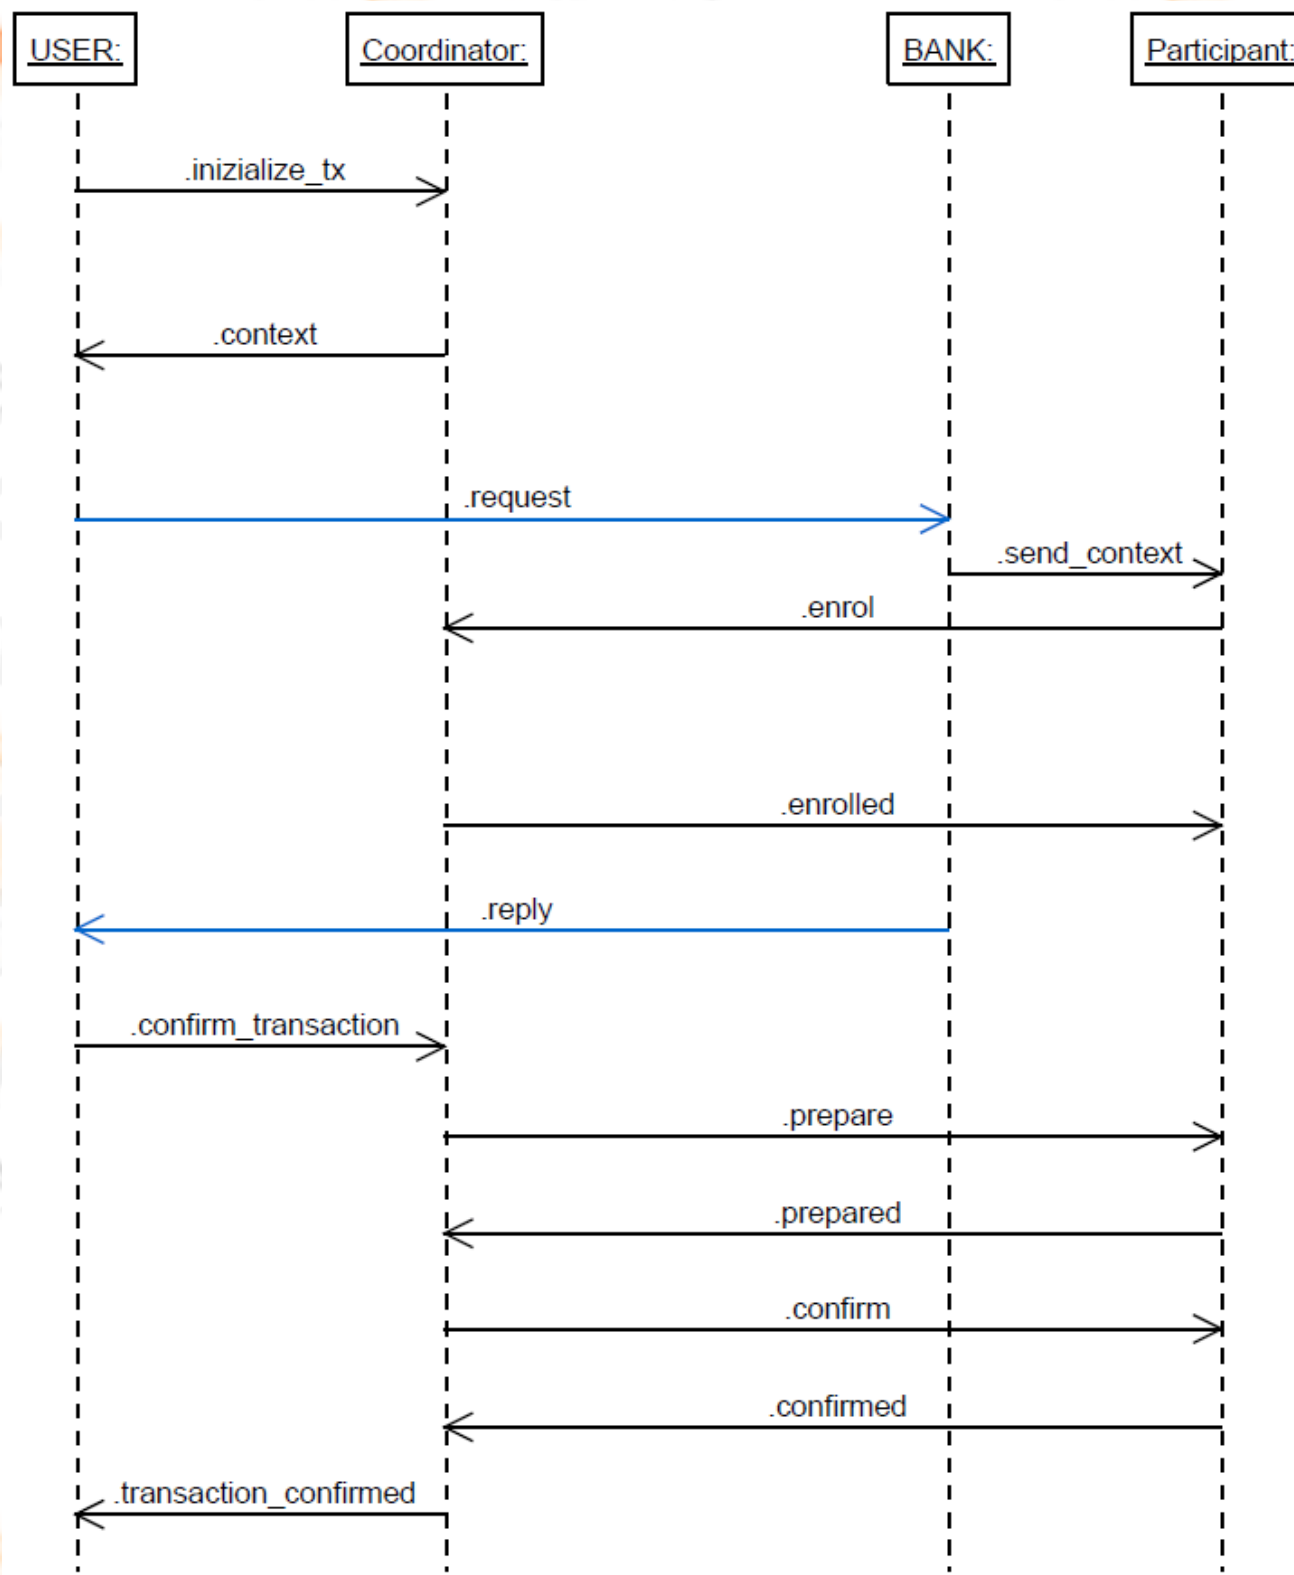 USER:
Coordinator:
BANK:
Participant:
.inizialize_tx
.context
.request
.send_context
.enrol
.enrolled
.reply
.confirm_transaction
.prepare
.prepared
.confirm
.confirmed
.transaction_confirmed